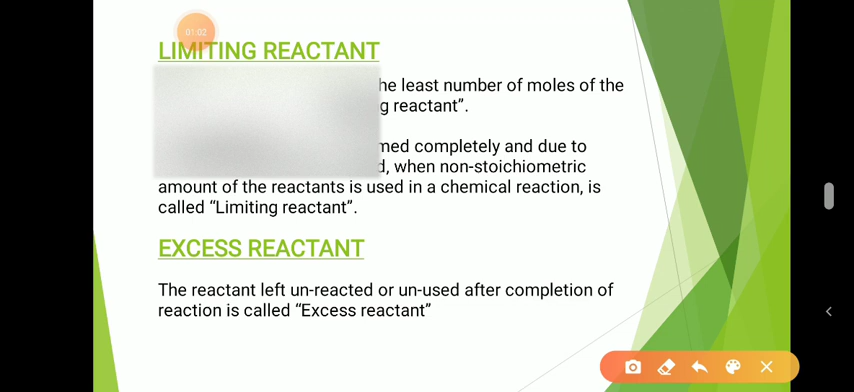 01:02
LIMITING REACTANT
he least number of moles of the
g reactant”.
med completely and due to
d, when non-stoichiometric
amount of the reactants is used in a chemical reaction, is
called “Limiting reactant”.
EXCESS REACTANT
The reactant left un-reacted or un-used after completion of
reaction is called “Excess reactant”